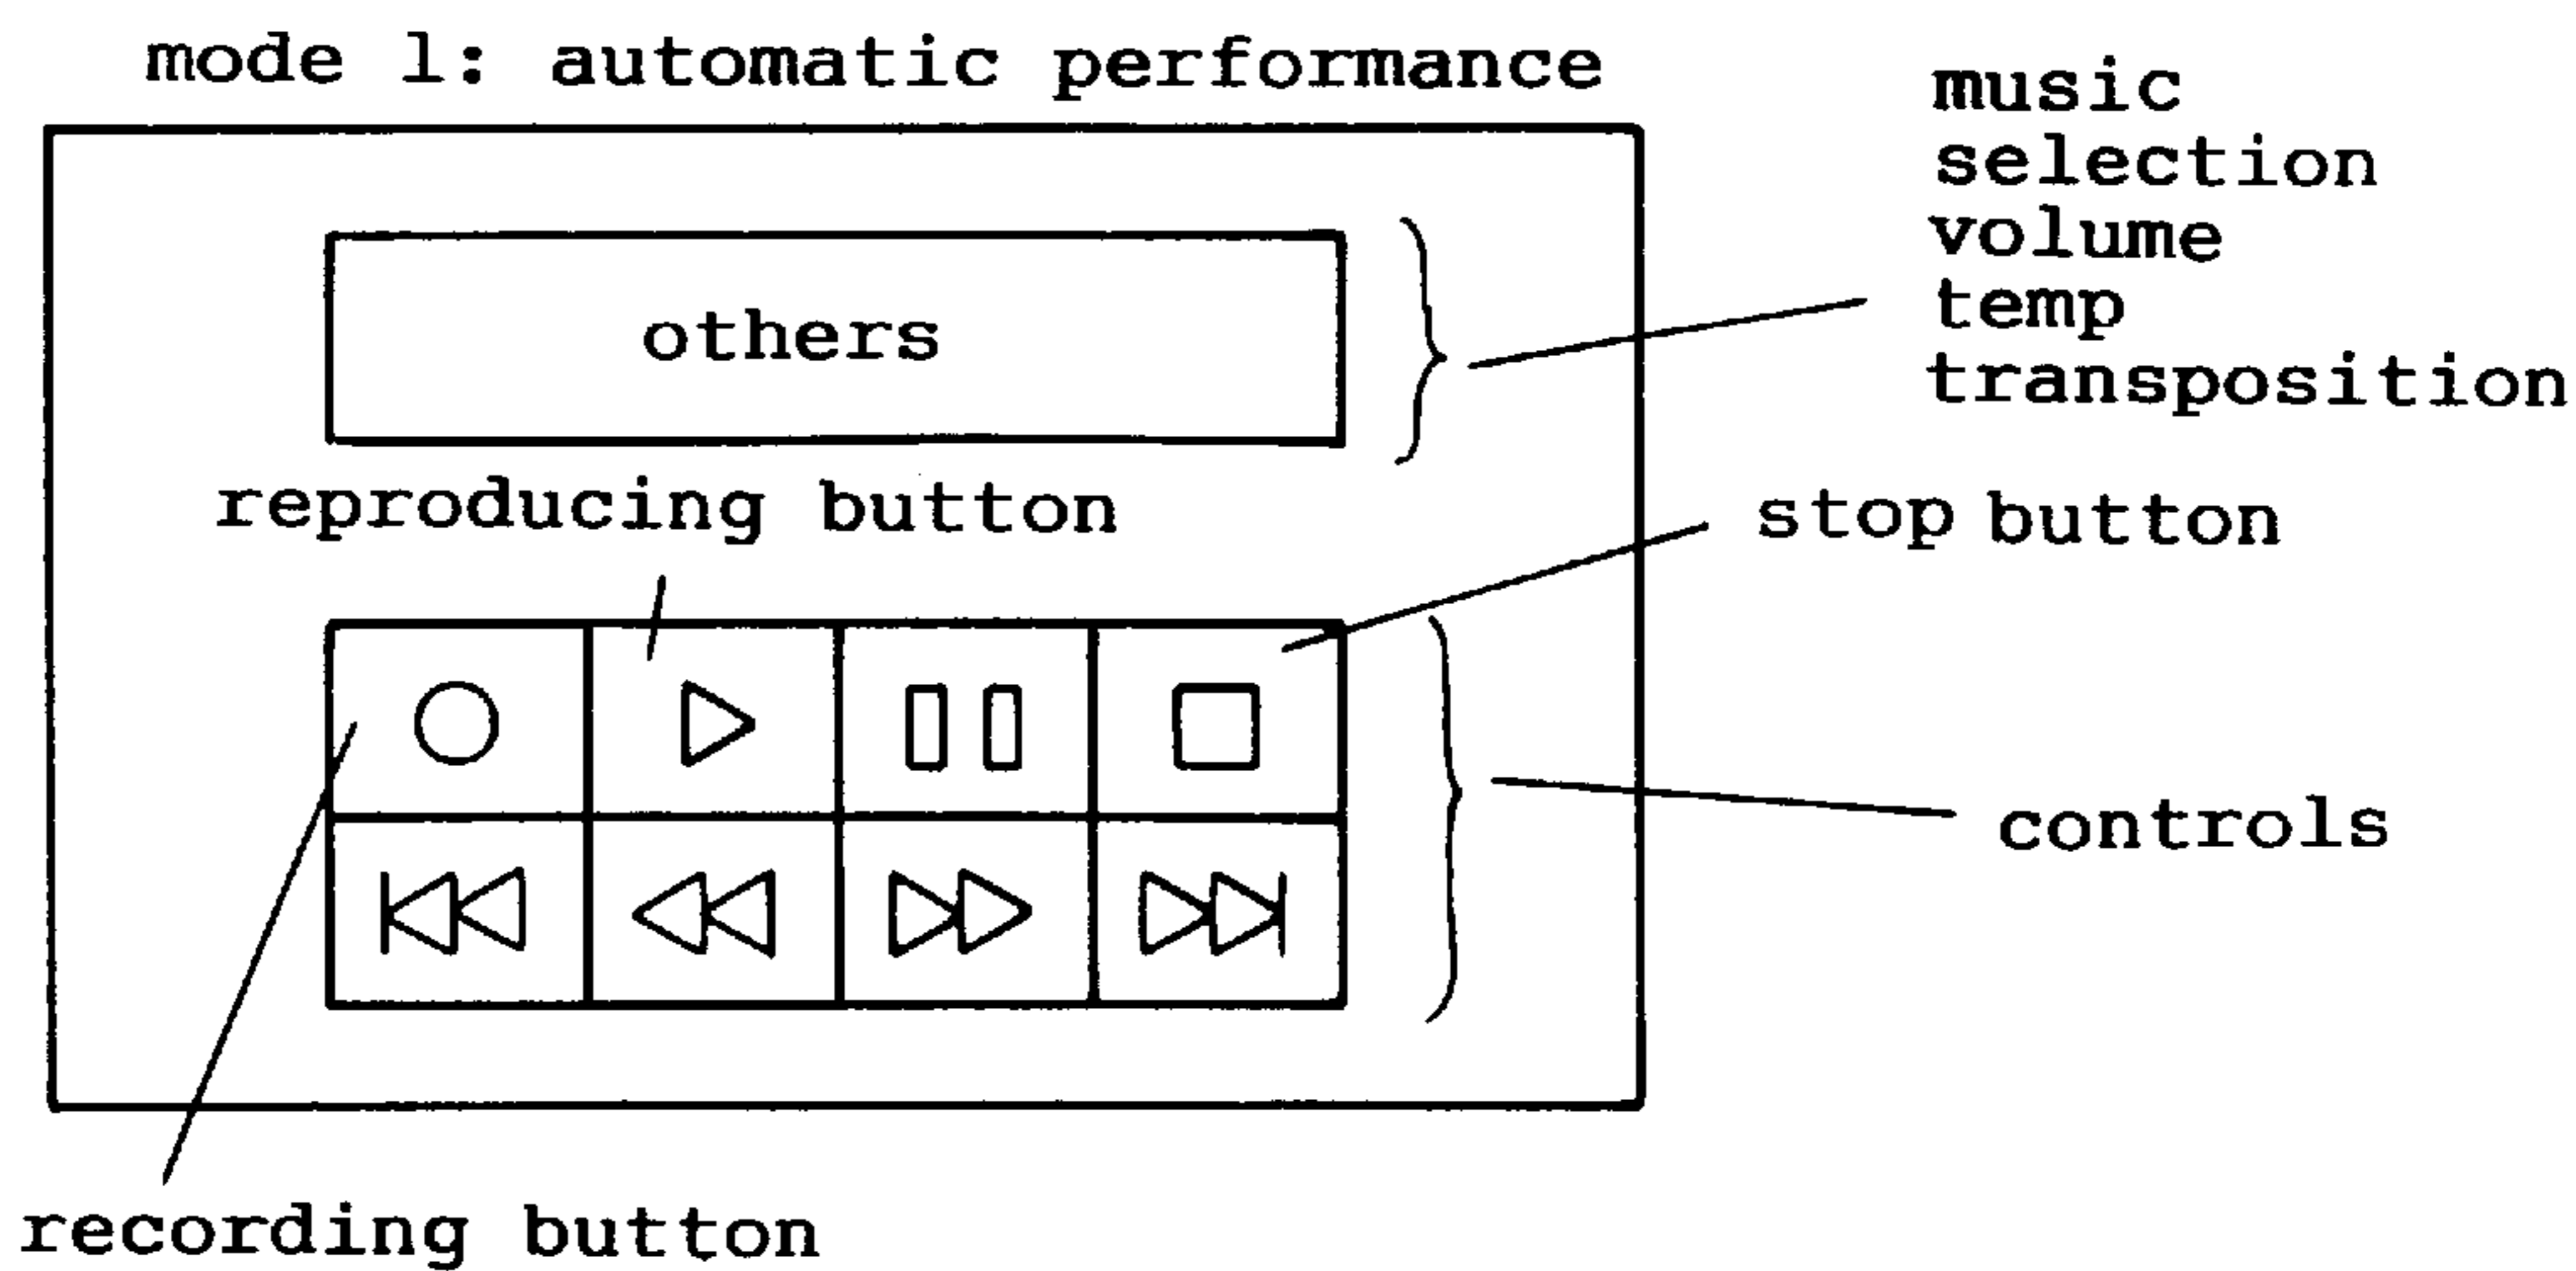 mode 1: automatic performance
music
selection
volume
temp
transposition
others
reproducing button
stop button
controls
recording button